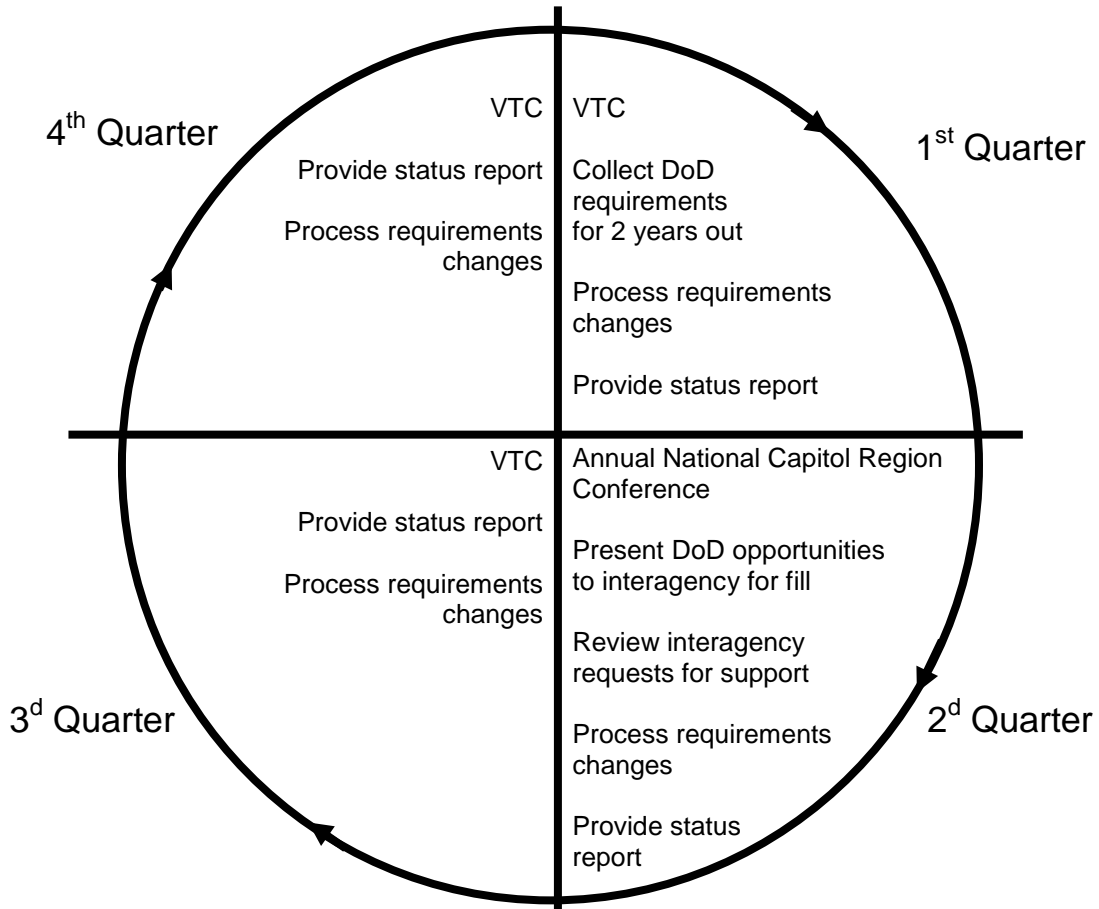 4th Quarter
VTC
Provide status report
Process requirements
changes
1st Quarter
VTC
Collect DoD
requirements
for 2 years out
Process requirements
changes
Provide status report
3d Quarter
VTC
Provide status report
Process requirements
changes
2d Quarter
Annual National Capitol Region
Conference
Present DoD opportunities
to interagency for fill
Review interagency
requests for support
Process requirements
changes
Provide status
report